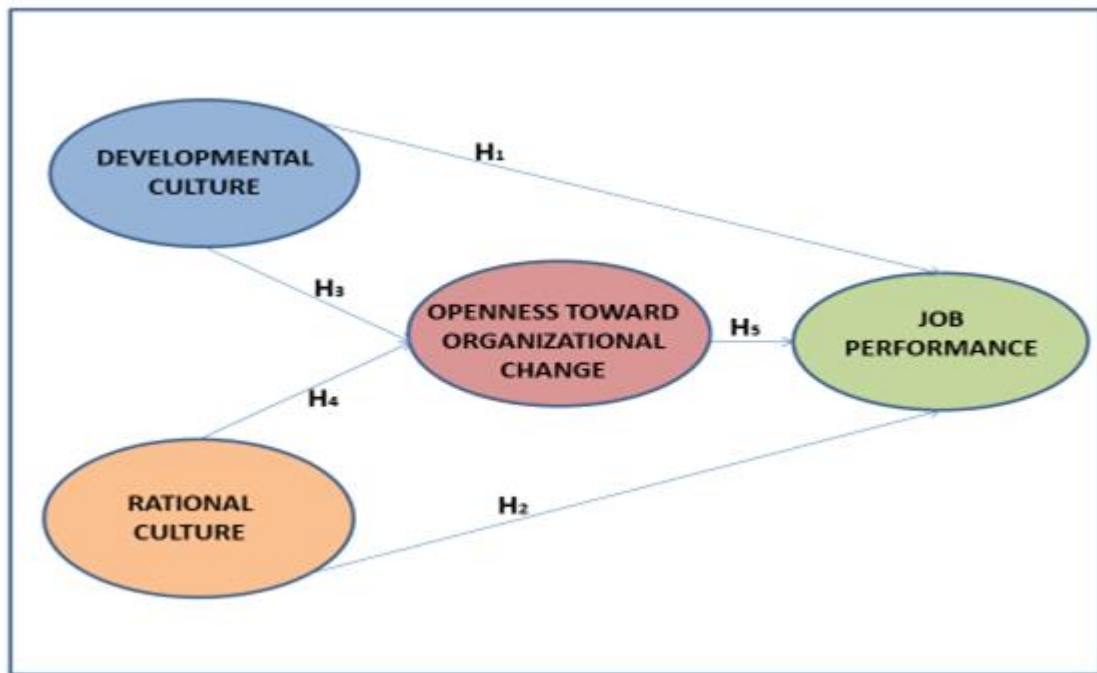 DEVELOPMENTAL
CULTURE
H₁
H₃
OPENNESS TOWARD
ORGANIZATIONAL
CHANGE
H₅
JOB
PERFORMANCE
H₄
RATIONAL
CULTURE
H₂